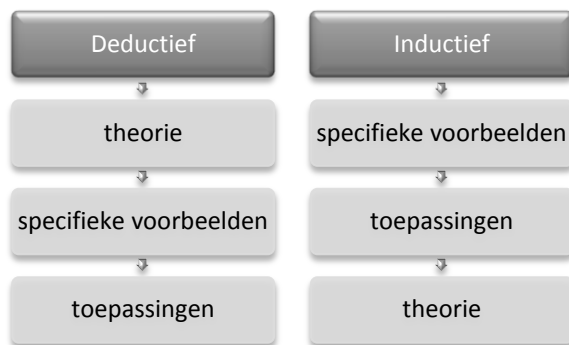 Deductief
theorie
specifieke voorbeelden
toepassingen
Inductief
specifieke voorbeelden
toepassingen
theorie